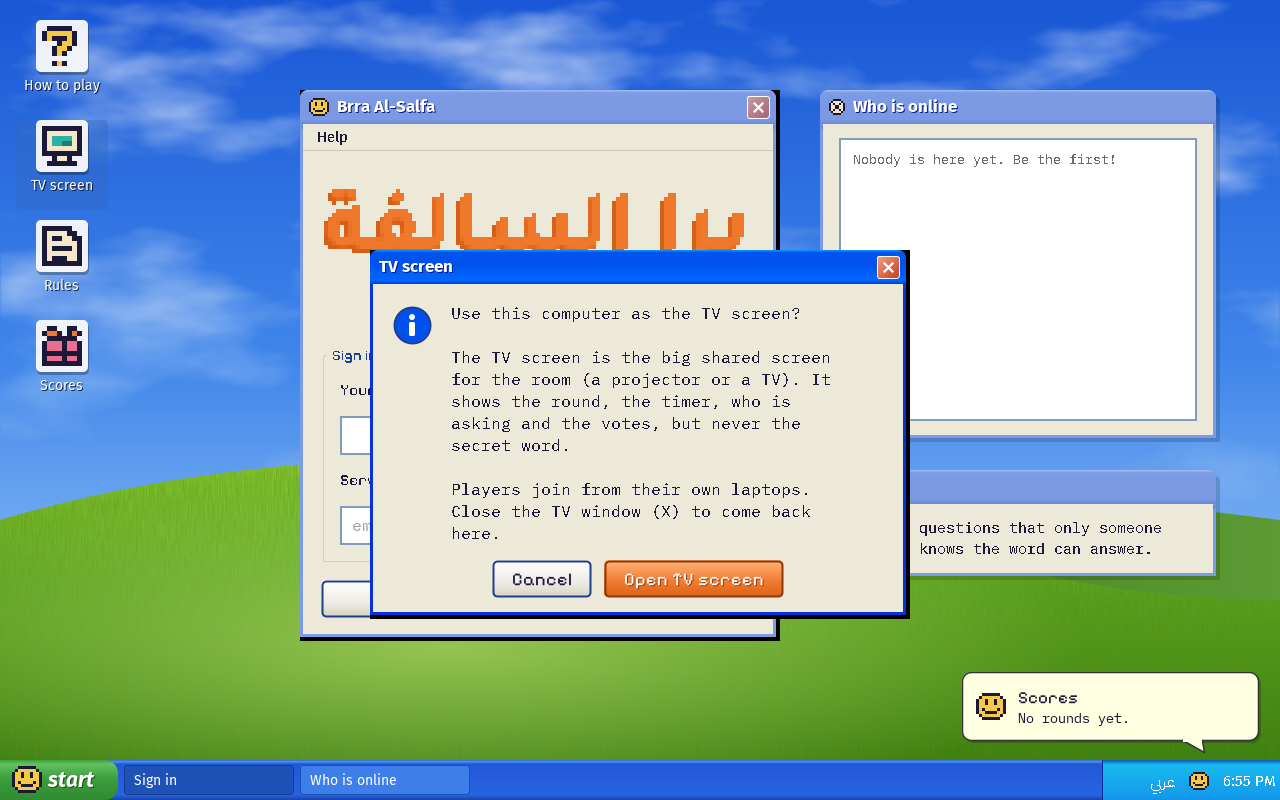 How to play
TV screen
Rules
Scores
Brra Al-Salfa
Help
برا السالفة
Who is online
Nobody is here yet. Be the first!
TV screen
Use this computer as the TV screen?
The TV screen is the big shared screen
for the room (a projector or a TV). It
shows the round, the timer, who is
asking and the votes, but never the
secret word.
Players join from their own laptops.
Close the TV window (X) to come back
here.
Cancel
Open TV screen
questions that only someone
knows the word can answer.
Scores
No rounds yet.
start
Sign in
Who is online
عربي
6:55 PM